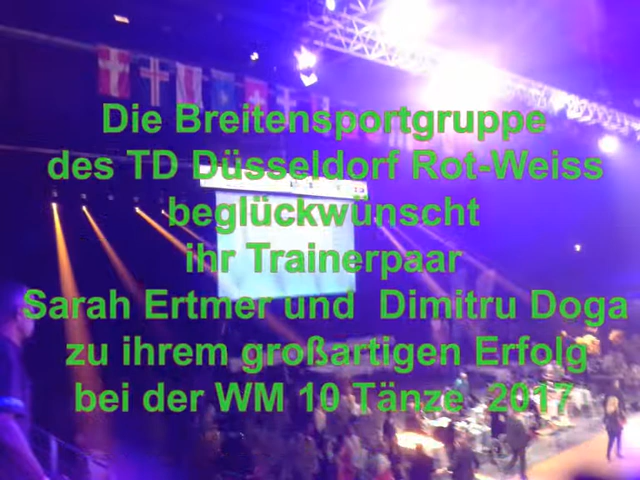 Die Breitensportgruppe
des TD Düsseldorf Rot-Weiss
beglückwünscht
ihr Trainerpaar
Sarah Ertmer und Dimitru Doga
zu ihrem großartigen Erfolg
bei der WM 10 Tänze 2017